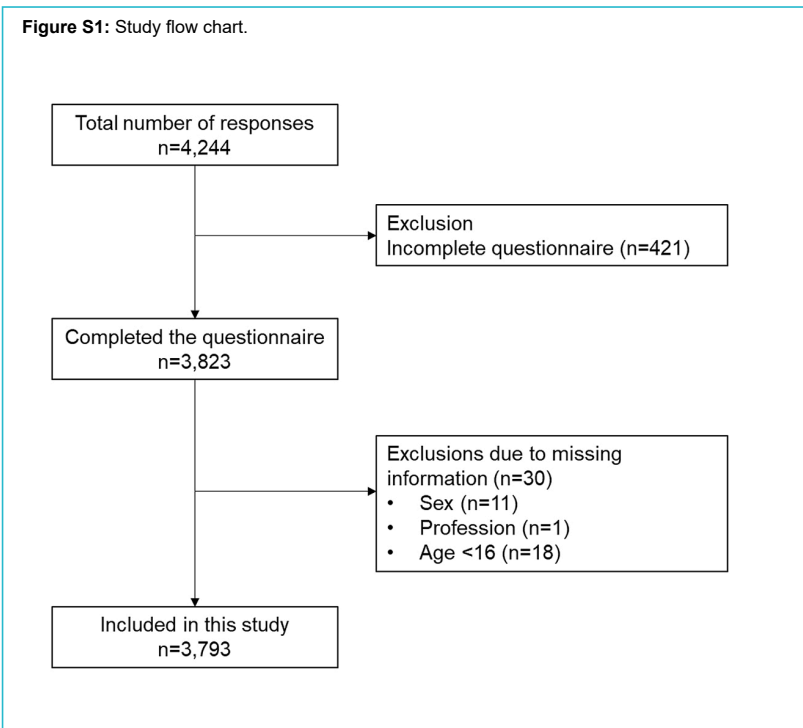 Figure S1: Study flow chart.
Total number of responses
n=4,244
Exclusion
Incomplete questionnaire (n=421)
Completed the questionnaire
n=3,823
Exclusions due to missing
information (n=30)
• Sex (n=11)
• Profession (n=1)
• Age <16 (n=18)
Included in this study
n=3,793